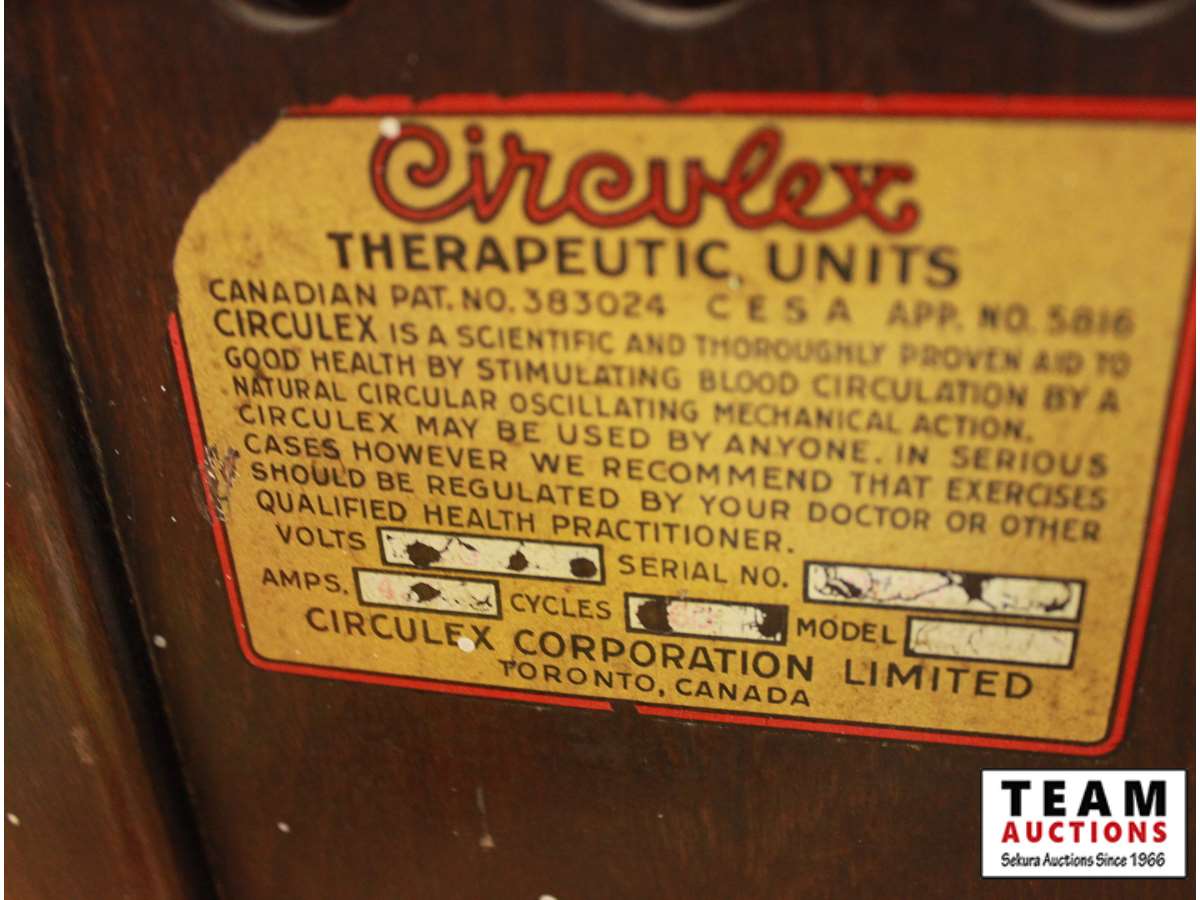 Circulex
THERAPEUTIC UNITS
CANADIAN PAT. NO. 383024 C E S A APP. NO. 5816
CIRCULEX IS A SCIENTIFIC AND THOROUGHLY PROVEN AID TO
GOOD HEALTH BY STIMULATING BLOOD CIRCULATION BY A
NATURAL CIRCULAR OSCILLATING MECHANICAL ACTION.
CIRCULEX MAY BE USED BY ANYONE. IN SERIOUS
CASES HOWEVER WE RECOMMEND THAT EXERCISES
SHOULD BE REGULATED BY YOUR DOCTOR OR OTHER
QUALIFIED HEALTH PRACTITIONER.
VOLTS SERIAL NO.
AMPS. CYCLES MODEL
CIRCULEX CORPORATION LIMITED
TORONTO, CANADA
TEAM
AUCTIONS
Sekura Auctions Since 1966